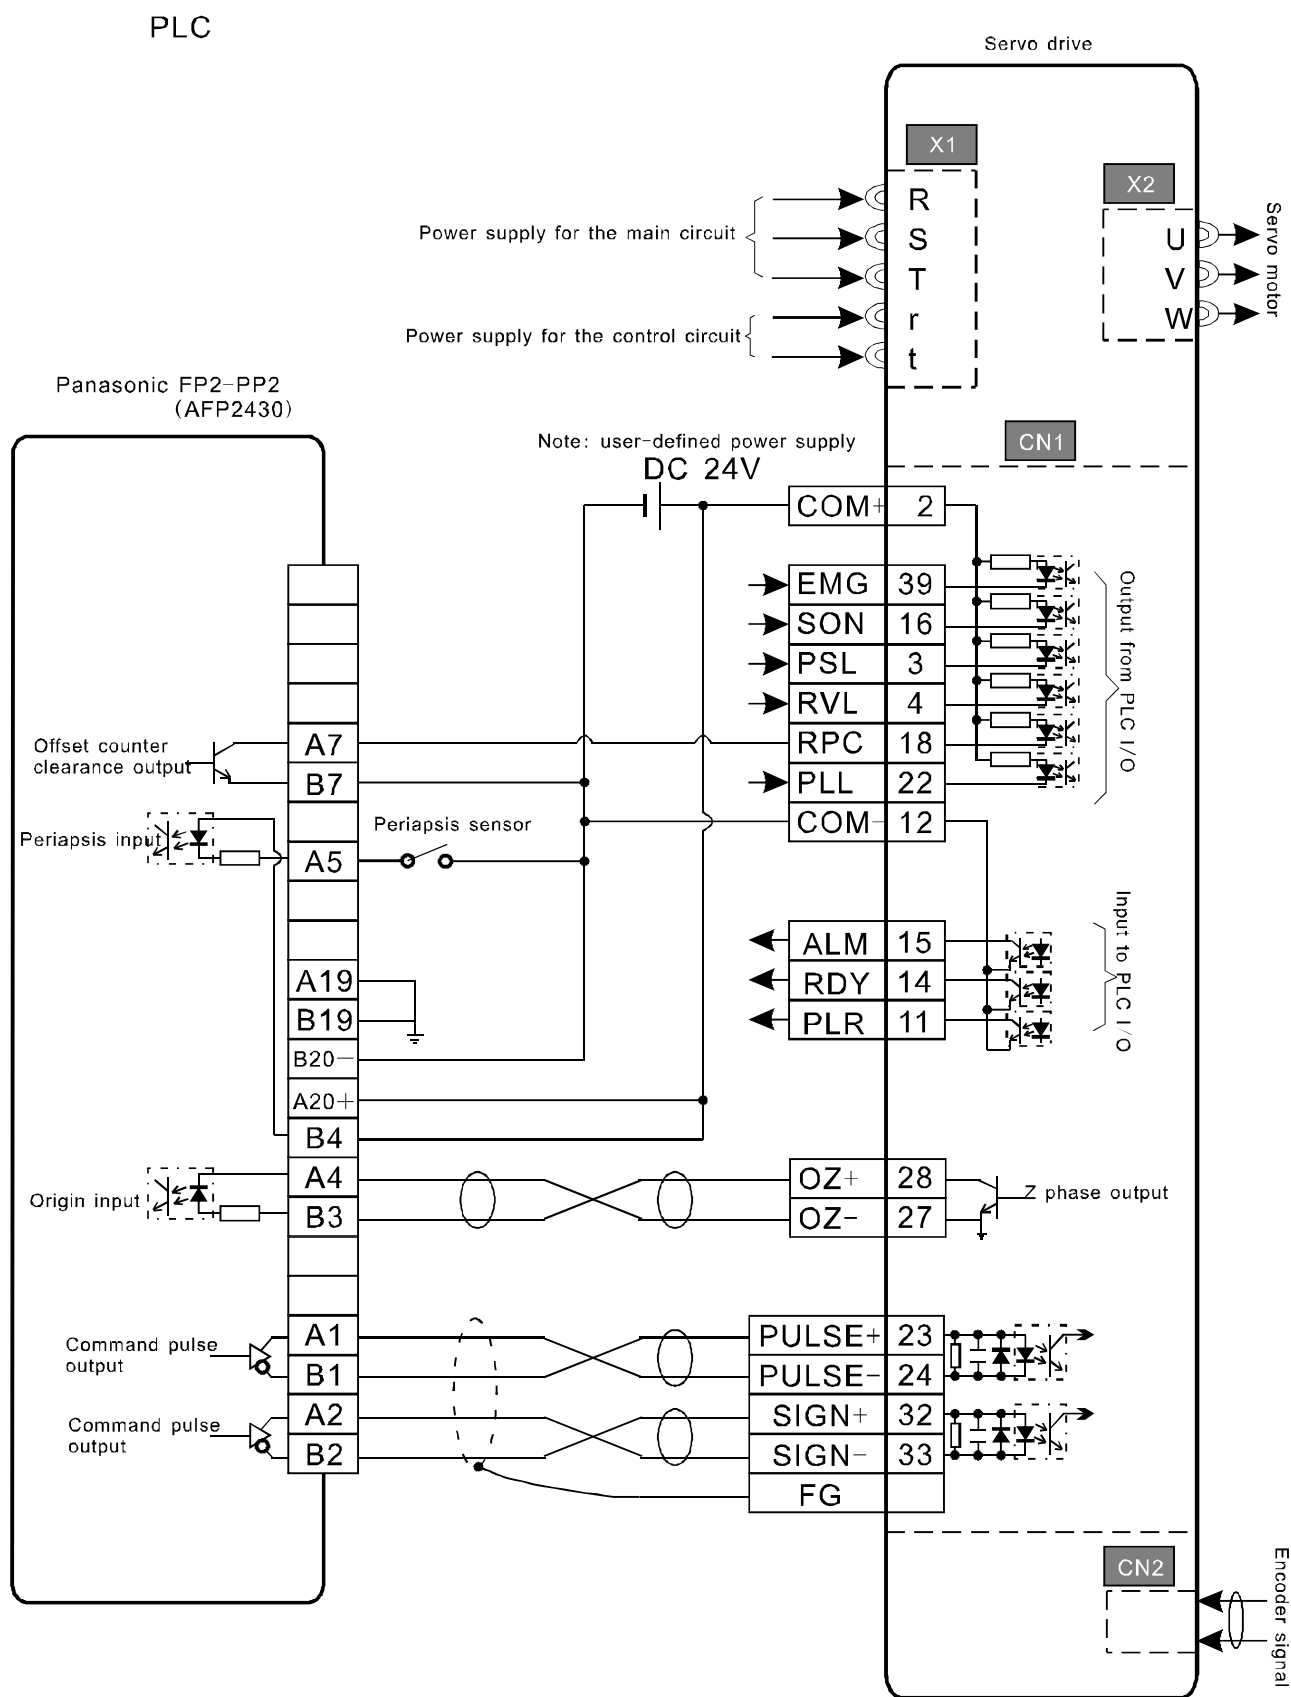 PLC
Servo drive
X1
X2
R
S
T
r
t
Power supply for the main circuit
Power supply for the control circuit
U
V
W
Servo motor
Panasonic FP2-PP2
(AFP2430)
Note: user-defined power supply
DC 24V
CN1
COM+ 2
EMG 39
SON 16
PSL 3
RVL 4
RPC 18
PLL 22
COM- 12
Output from PLC I/O
Offset counter
clearance output
A7
B7
Periapsis input
Periapsis sensor
A5
ALM 15
RDY 14
PLR 11
Input to PLC I/O
A19
B19
B20-
A20+
B4
Origin input
A4
B3
OZ+ 28
OZ- 27
Z phase output
Command pulse
output
A1
B1
PULSE+ 23
PULSE- 24
Command pulse
output
A2
B2
SIGN+ 32
SIGN- 33
FG
CN2
Encoder signal